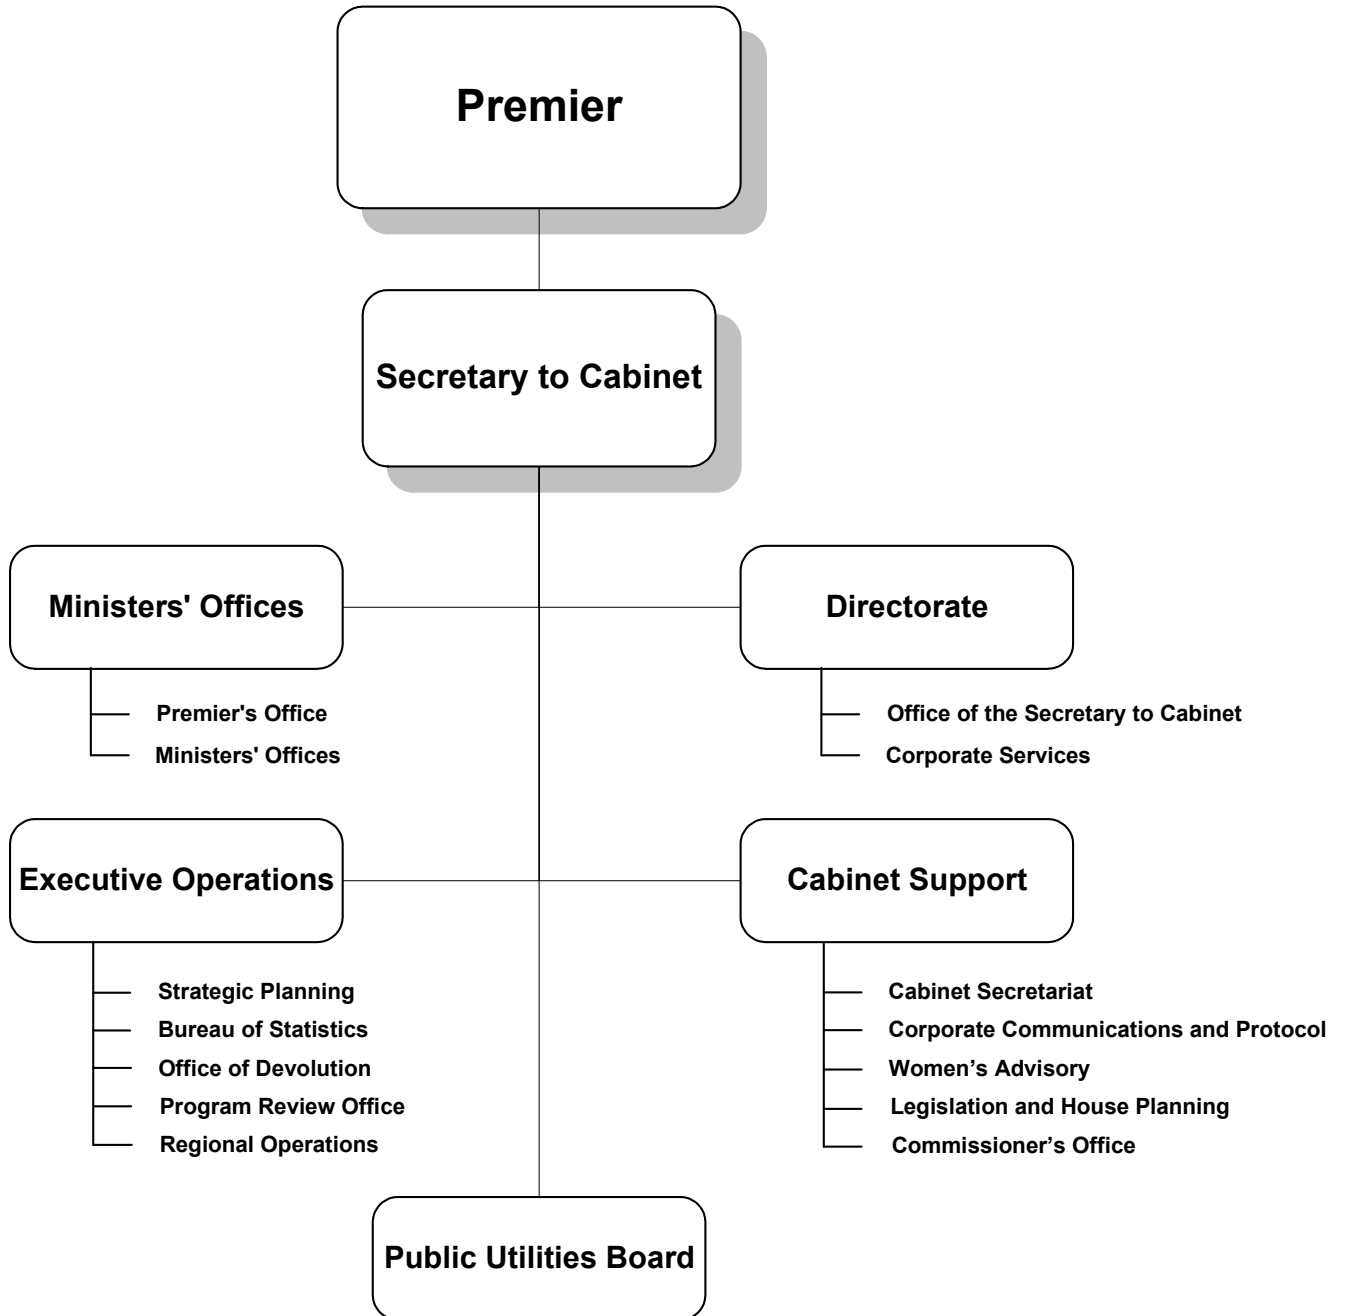 Premier
Secretary to Cabinet
Ministers' Offices
Premier's Office
Ministers' Offices
Directorate
Office of the Secretary to Cabinet
Corporate Services
Executive Operations
Strategic Planning
Bureau of Statistics
Office of Devolution
Program Review Office
Regional Operations
Cabinet Support
Cabinet Secretariat
Corporate Communications and Protocol
Women’s Advisory
Legislation and House Planning
Commissioner’s Office
Public Utilities Board